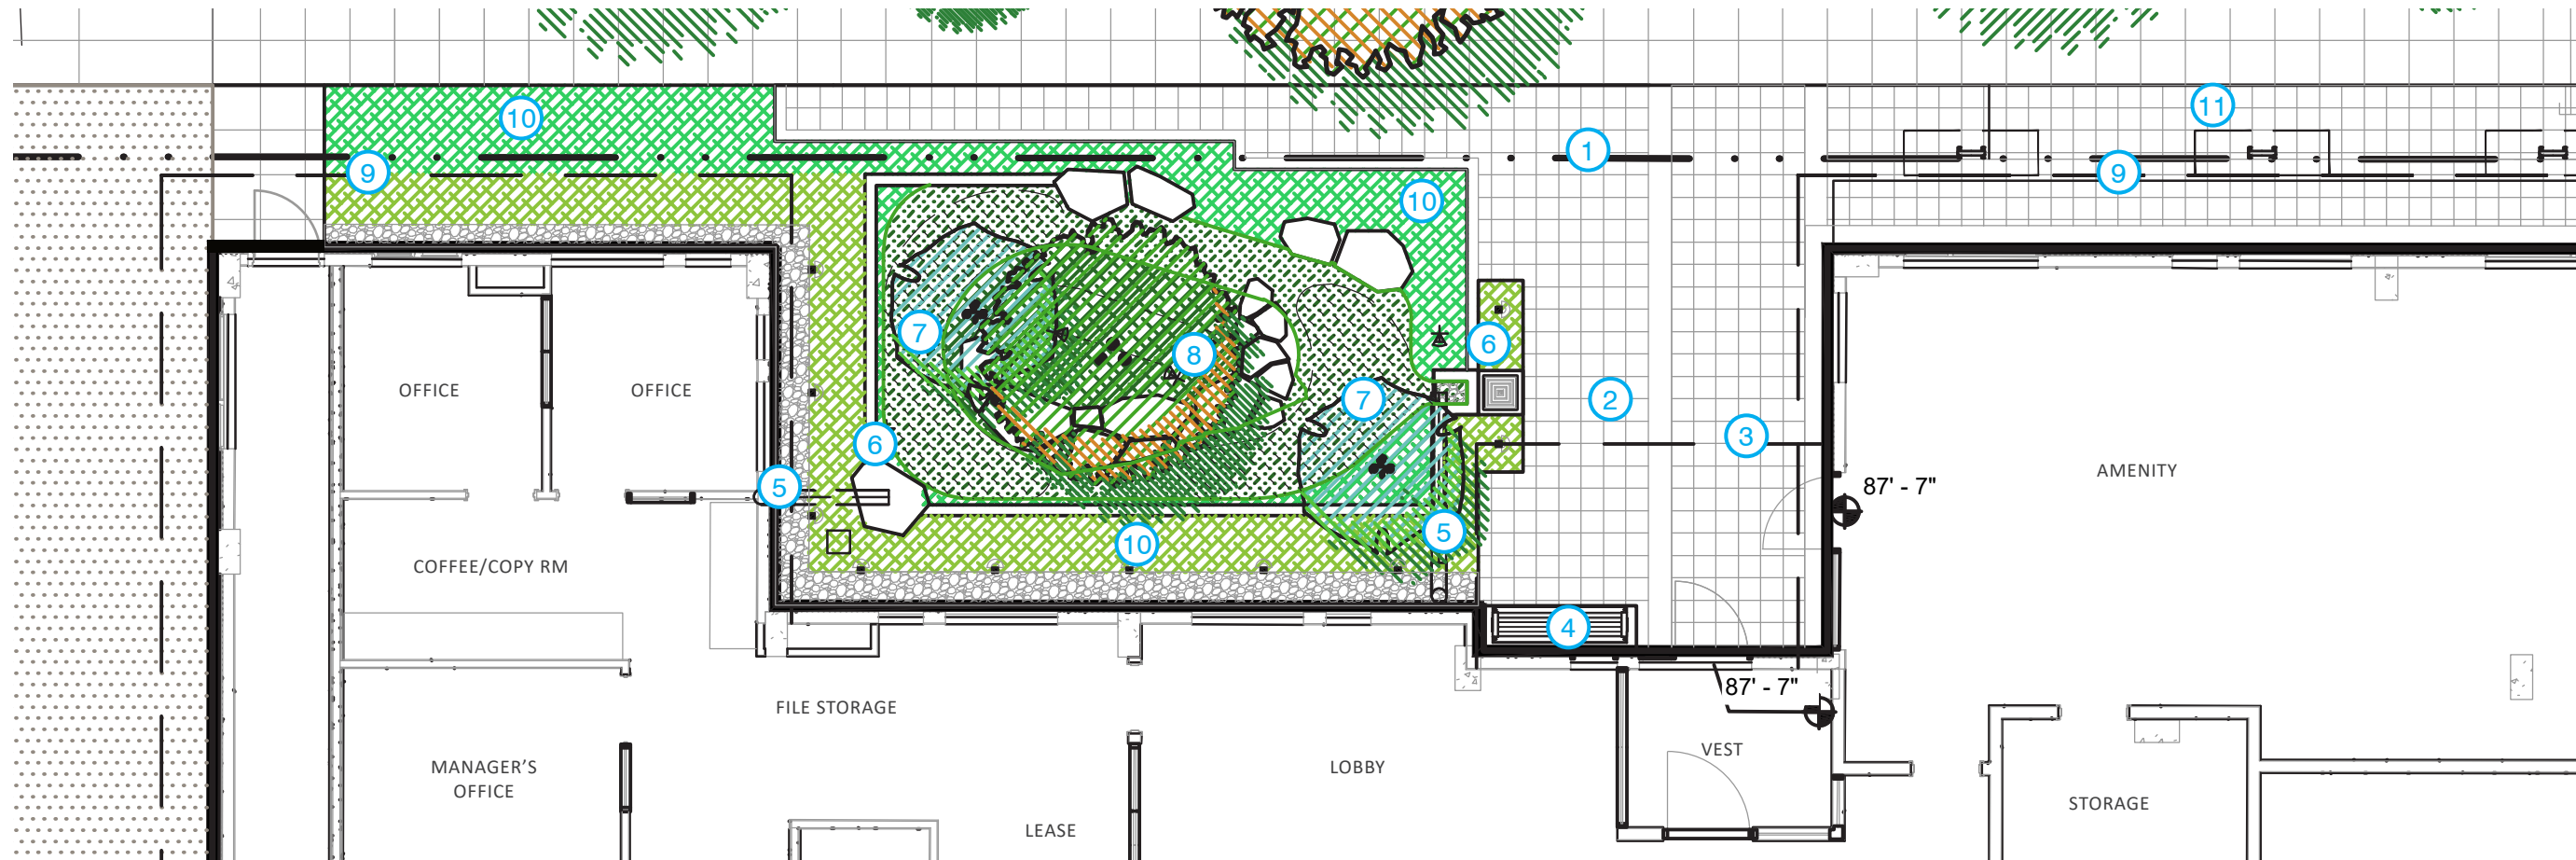 10
11
1
9
9
10
7
6
8
OFFICE
OFFICE
7
2
6
3
AMENITY
5
87' - 7"
5
10
COFFEE/COPY RM
4
87' - 7"
FILE STORAGE
VEST
MANAGER'S
OFFICE
LOBBY
STORAGE
LEASE